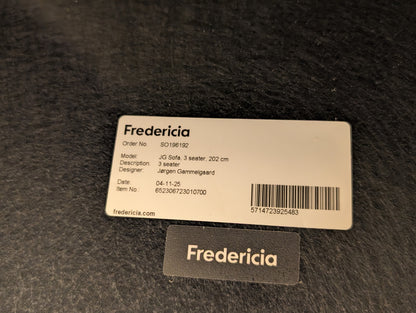 Fredericia
Order No. SO196192
Model: JG Sofa, 3 seater, 202 cm
Description: 3 seater
Designer: Jørgen Gammelgaard
Date: 04-11-25
Item No. 652306723010700
5714723925483
fredericia.com
Fredericia